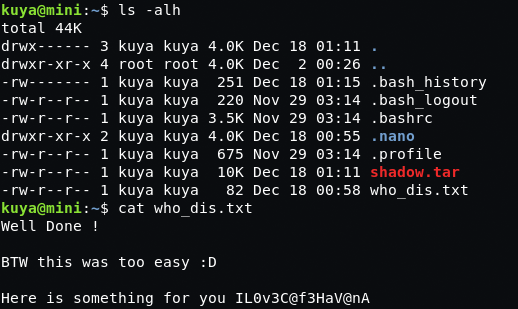 kuya@mini:~$ ls -alh
total 44K
drwx------ 3 kuya kuya 4.0K Dec 18 01:11 .
drwxr-xr-x 4 root root 4.0K Dec  2 00:26 ..
-rw------- 1 kuya kuya  251 Dec 18 01:15 .bash_history
-rw-r--r-- 1 kuya kuya  220 Nov 29 03:14 .bash_logout
-rw-r--r-- 1 kuya kuya 3.5K Nov 29 03:14 .bashrc
drwxr-xr-x 2 kuya kuya 4.0K Dec 18 00:55 .nano
-rw-r--r-- 1 kuya kuya  675 Nov 29 03:14 .profile
-rw-r--r-- 1 kuya kuya  10K Dec 18 01:11 shadow.tar
-rw-r--r-- 1 kuya kuya   82 Dec 18 00:58 who_dis.txt
kuya@mini:~$ cat who_dis.txt
Well Done !
BTW this was too easy :D
Here is something for you IL0v3C@f3HaV@nA